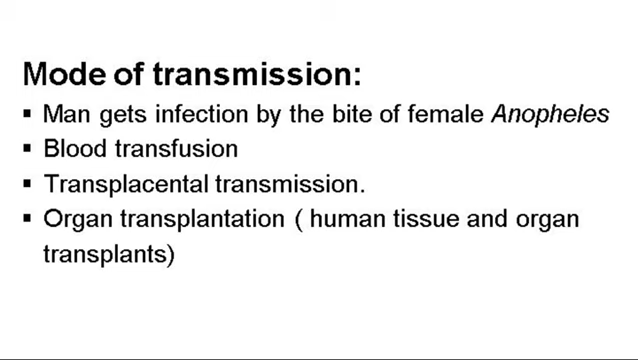 Mode of transmission:
▪ Man gets infection by the bite of female Anopheles
▪ Blood transfusion
▪ Transplacental transmission.
▪ Organ transplantation ( human tissue and organ
transplants)